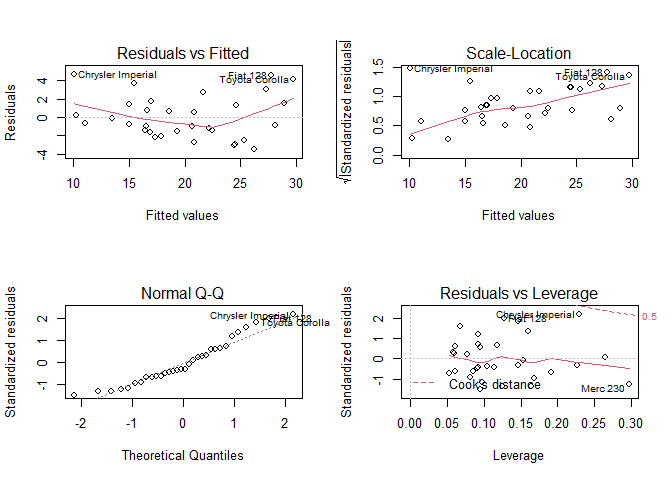 Residuals vs Fitted
Residuals
4
2
0
-4
Chrysler Imperial
Fiat 128
Toyota Corolla
10 15 20 25 30
Fitted values
Scale-Location
√|Standardized residuals|
1.5
1.0
0.5
0.0
Chrysler Imperial
Fiat 128
Toyota Corolla
10 15 20 25 30
Fitted values
Normal Q-Q
Standardized residuals
2
1
0
-1
Chrysler Imperial
Fiat 128
Toyota Corolla
-2 -1 0 1 2
Theoretical Quantiles
Residuals vs Leverage
Standardized residuals
2
1
-1
Chrysler Imperial
Fiat 128
0.5
Merc 230
Cook's distance
0.00 0.05 0.10 0.15 0.20 0.25 0.30
Leverage